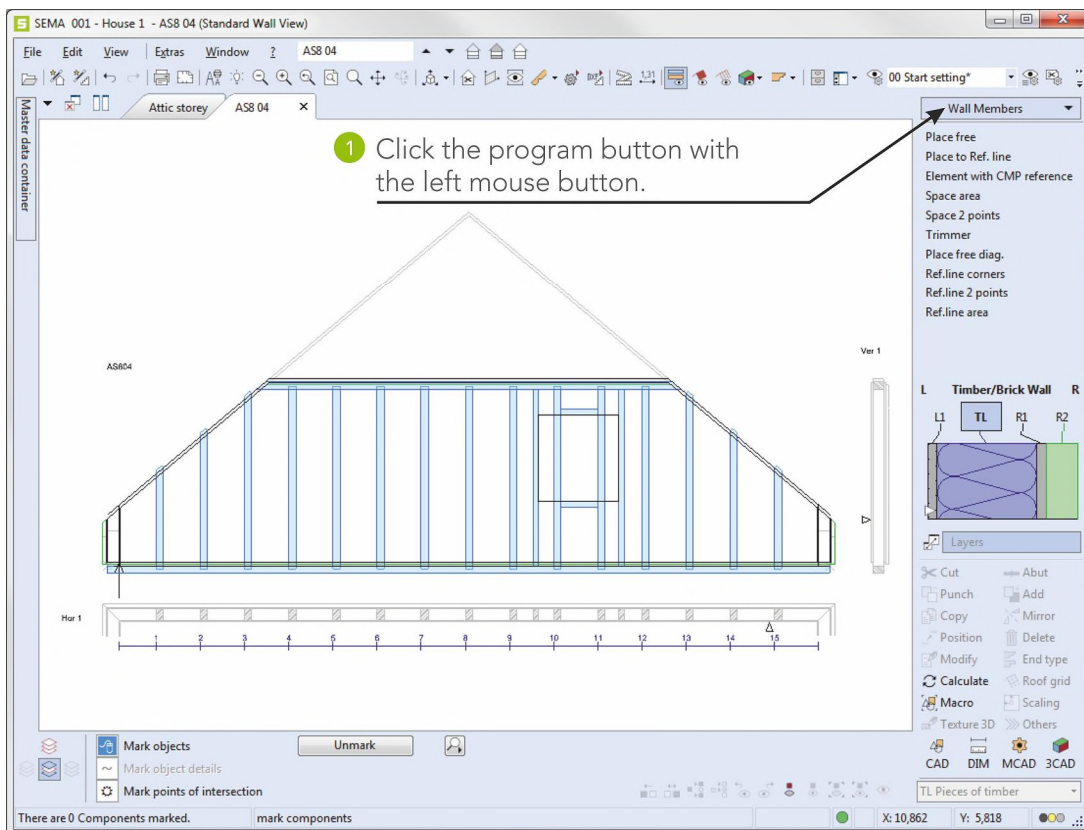 SEMA 001 - House 1 - AS8 04 (Standard Wall View)
File Edit View Extras Window ? AS8 04
1,31 00 Start setting*
Master data container
Attic storey AS8 04
Wall Members
1 Click the program button with
the left mouse button.
Place free
Place to Ref. line
Element with CMP reference
Space area
Space 2 points
Trimmer
Place free diag.
Ref.line corners
Ref.line 2 points
Ref.line area
AS804
Ver 1
L Timber/Brick Wall R
L1 TL R1 R2
Layers
Cut Abut
Punch Add
Copy Mirror
Position Delete
Modify End type
Calculate Roof grid
Macro Scaling
Texture 3D Others
CAD DIM MCAD 3CAD
TL Pieces of timber
Hor 1
1 2 3 4 5 6 7 8 9 10 11 12 13 14 15
Mark objects Unmark
Mark object details
Mark points of intersection
There are 0 Components marked. mark components X: 10,862 Y: 5,818